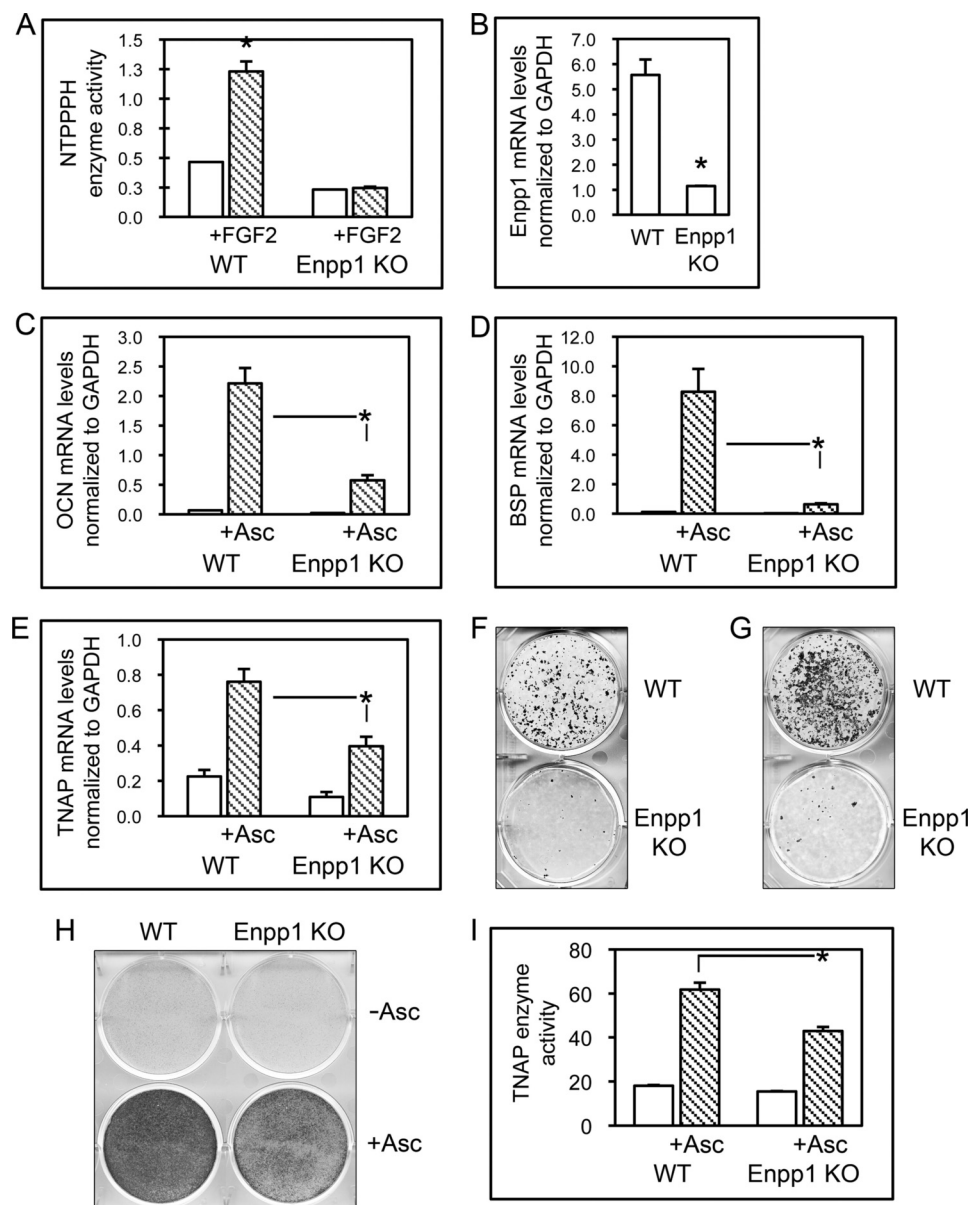 A
NTPPPH
enzyme activity
1.5
1.3
1.0
0.8
0.5
0.3
0.0
*
+FGF2
+FGF2
WT
Enpp1 KO
B
Enpp1 mRNA levels
normalized to GAPDH
7.0
6.0
5.0
4.0
3.0
2.0
1.0
0.0
*
WT
Enpp1
KO
C
OCN mRNA levels
normalized to GAPDH
3.0
2.5
2.0
1.5
1.0
0.5
0.0
*
+Asc
+Asc
WT
Enpp1 KO
D
BSP mRNA levels
normalized to GAPDH
12.0
10.0
8.0
6.0
4.0
2.0
0.0
*
+Asc
+Asc
WT
Enpp1 KO
E
TNAP mRNA levels
normalized to GAPDH
1.0
0.8
0.6
0.4
0.2
0.0
*
+Asc
+Asc
WT
Enpp1 KO
F
WT
Enpp1
KO
G
WT
Enpp1
KO
H
WT
Enpp1 KO
–Asc
+Asc
I
TNAP enzyme
activity
80
60
40
20
0
*
+Asc
+Asc
WT
Enpp1 KO